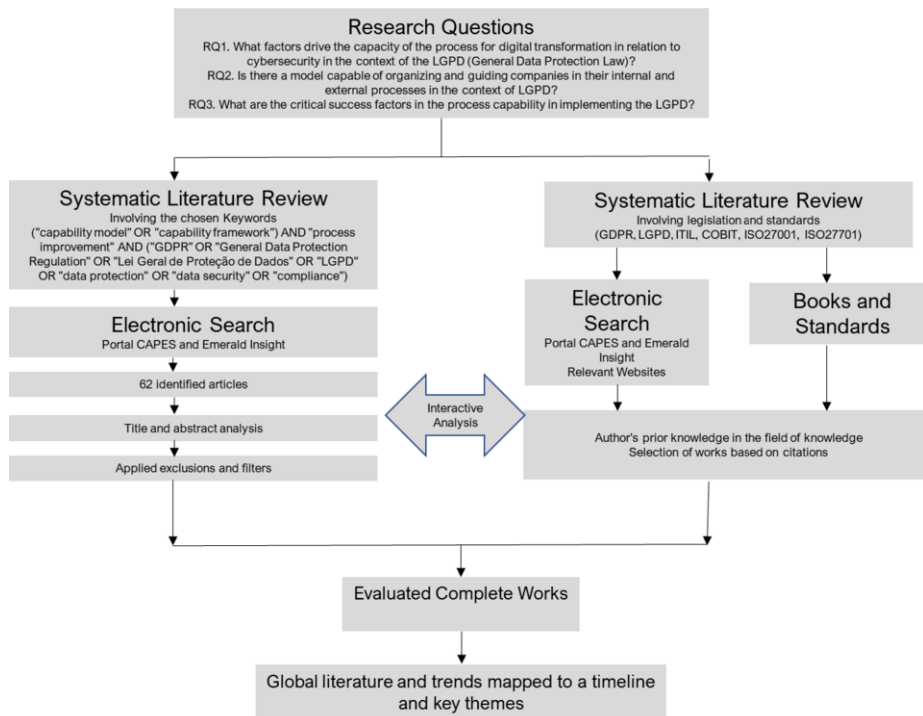 Research Questions
RQ1. What factors drive the capacity of the process for digital transformation in relation to
cybersecurity in the context of the LGPD (General Data Protection Law)?
RQ2. Is there a model capable of organizing and guiding companies in their internal and
external processes in the context of LGPD?
RQ3. What are the critical success factors in the process capability in implementing the LGPD?
Systematic Literature Review
Involving the chosen Keywords
("capability model" OR "capability framework") AND "process
improvement" AND ("GDPR" OR "General Data Protection
Regulation" OR "Lei Geral de Proteção de Dados" OR "LGPD"
OR "data protection" OR "data security" OR "compliance")
Electronic Search
Portal CAPES and Emerald Insight
62 identified articles
Title and abstract analysis
Applied exclusions and filters
Interactive
Analysis
Systematic Literature Review
Involving legislation and standards
(GDPR, LGPD, ITIL, COBIT, ISO27001, ISO27701)
Electronic
Search
Portal CAPES and Emerald
Insight
Relevant Websites
Books and
Standards
Author's prior knowledge in the field of knowledge
Selection of works based on citations
Evaluated Complete Works
Global literature and trends mapped to a timeline
and key themes